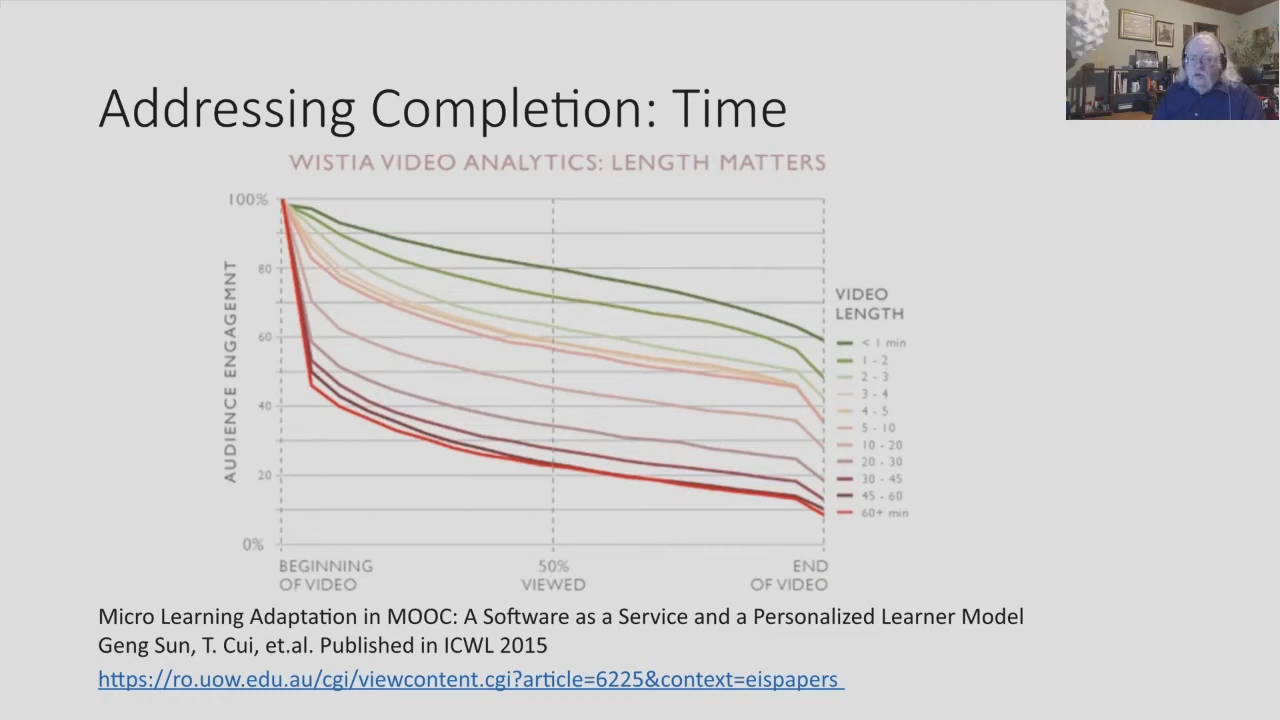 Addressing Completion: Time
WISTIA VIDEO ANALYTICS: LENGTH MATTERS
100%
80
60
40
20
0%
AUDIENCE ENGAGEMNT
BEGINNING
OF VIDEO
50%
VIEWED
END
OF VIDEO
VIDEO
LENGTH
< 1 min
1 - 2
2 - 3
3 - 4
4 - 5
5 - 10
10 - 20
20 - 30
30 - 45
45 - 60
60+ min
Micro Learning Adaptation in MOOC: A Software as a Service and a Personalized Learner Model
Geng Sun, T. Cui, et.al. Published in ICWL 2015
https://ro.uow.edu.au/cgi/viewcontent.cgi?article=6225&context=eispapers